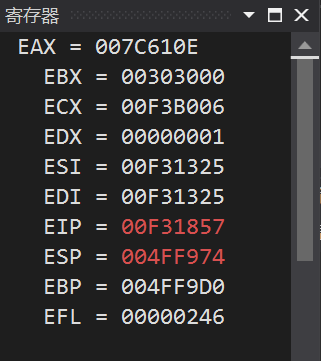 寄存器
EAX = 007C610E
EBX = 00303000
ECX = 00F3B006
EDX = 00000001
ESI = 00F31325
EDI = 00F31325
EIP = 00F31857
ESP = 004FF974
EBP = 004FF9D0
EFL = 00000246